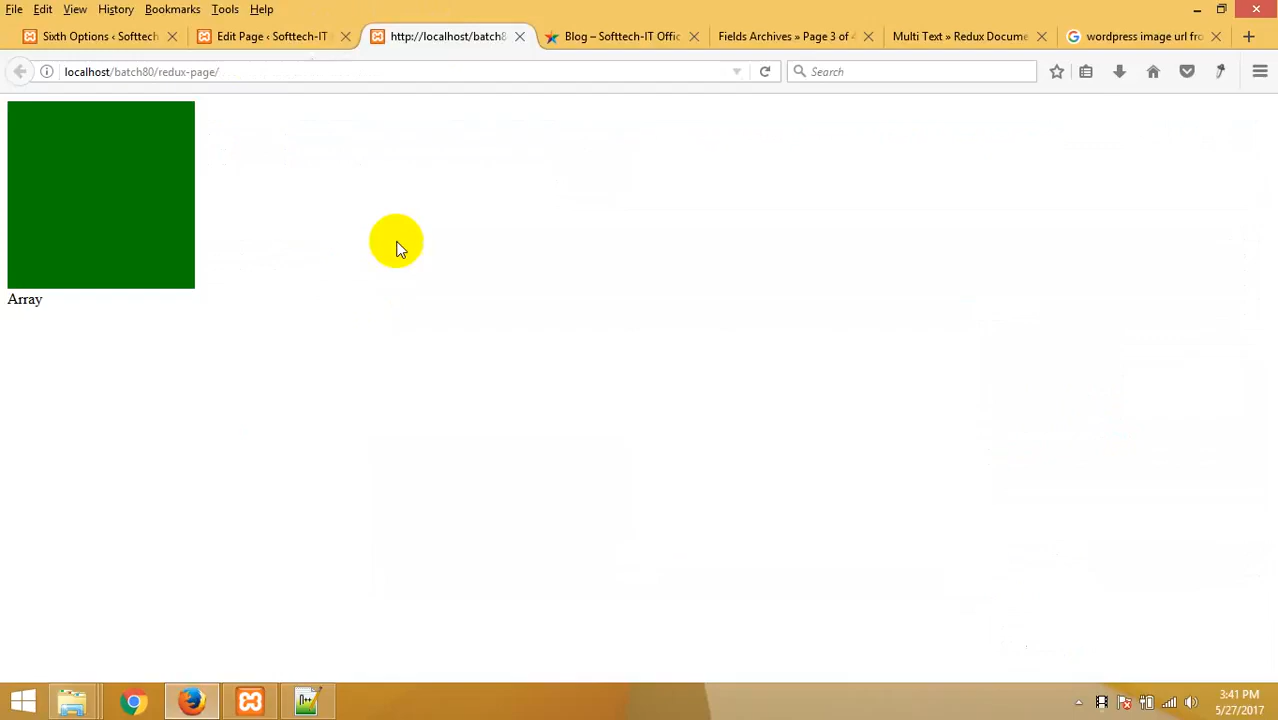 File Edit View History Bookmarks Tools Help
Sixth Options ‹ Softtech
Edit Page ‹ Softtech-IT
http://localhost/batch8
Blog – Softtech-IT Offic
Fields Archives » Page 3 of 4
Multi Text » Redux Docume
wordpress image url fro
localhost/batch80/redux-page/
Search
Array
3:41 PM
5/27/2017